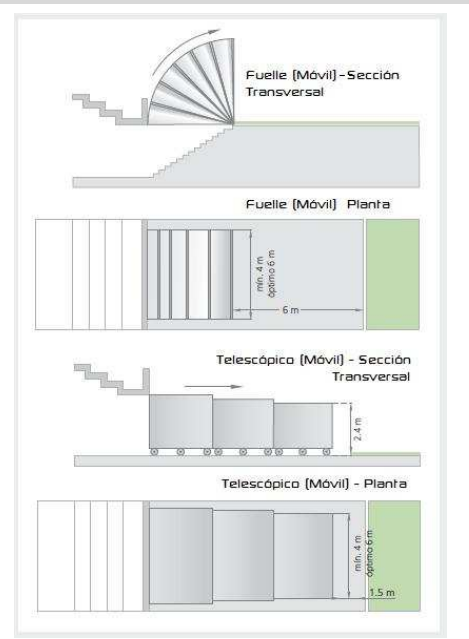 Fuelle (Móvil)-Sección
Transversal
Fuelle (Móvil) Planta
mín. 4 m
óptimo 6 m
6 m
Telescópico (Móvil) - Sección
Transversal
2.4 m
Telescópico (Móvil) - Planta
mín. 4 m
óptimo 6 m
1.5 m